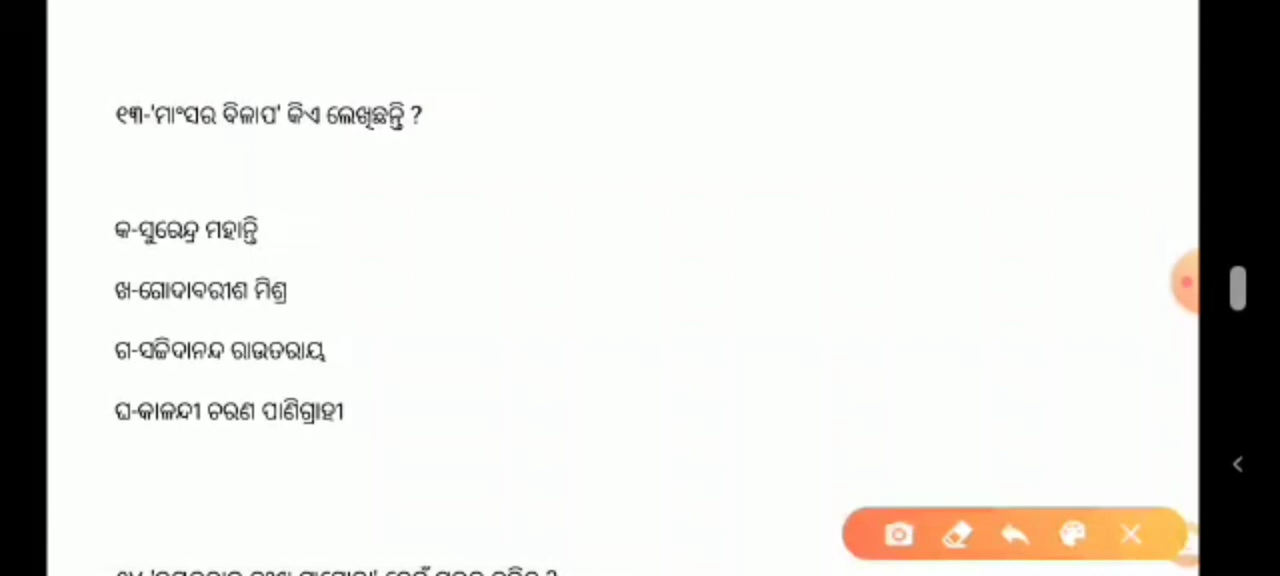 ୧୩-'ମାଂସର ବିଳାପ' କିଏ ଲେଖିଛନ୍ତି ?
କ-ସୁରେନ୍ଦ୍ର ମହାନ୍ତି
ଖ-ଗୋଦାବରୀଶ ମିଶ୍ର
ଗ-ସଚ୍ଚିଦାନନ୍ଦ ରାଉତରାୟ
ଘ-କାଳନ୍ଦୀ ଚରଣ ପାଣିଗ୍ରାହୀ